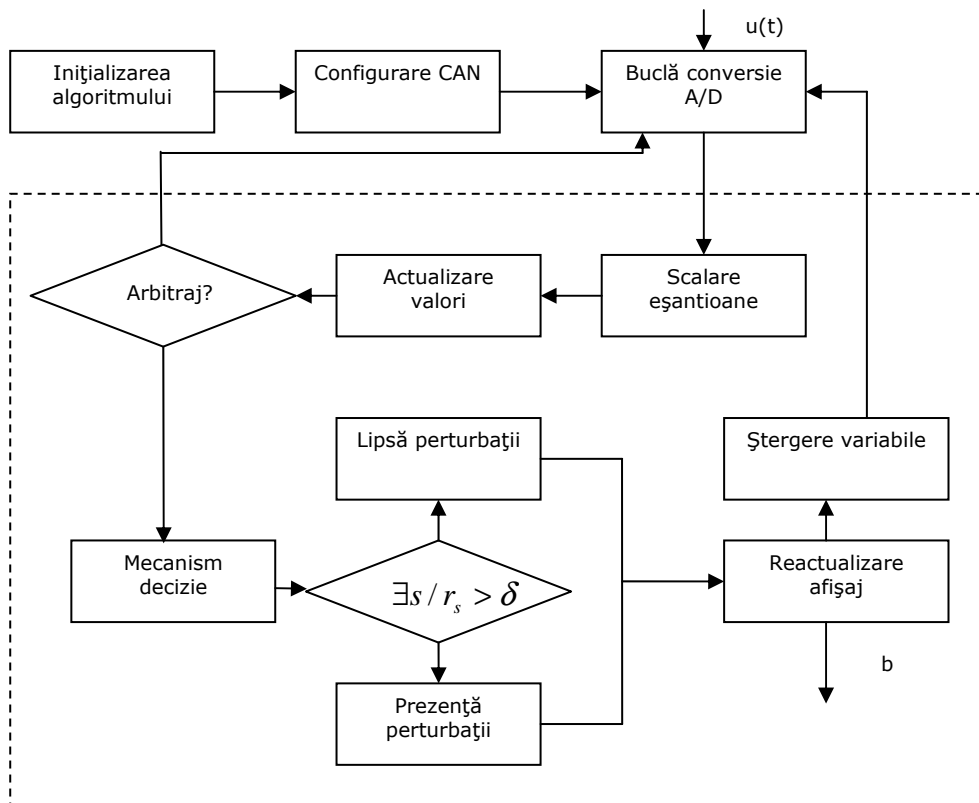 u(t)
Iniţializarea
algoritmului
Configurare CAN
Buclă conversie
A/D
Arbitraj?
Actualizare
valori
Scalare
eşantioane
Lipsă perturbaţii
Ştergere variabile
Mecanism
decizie
∃s / r_s > δ
Reactualizare
afişaj
Prezenţă
perturbaţii
b